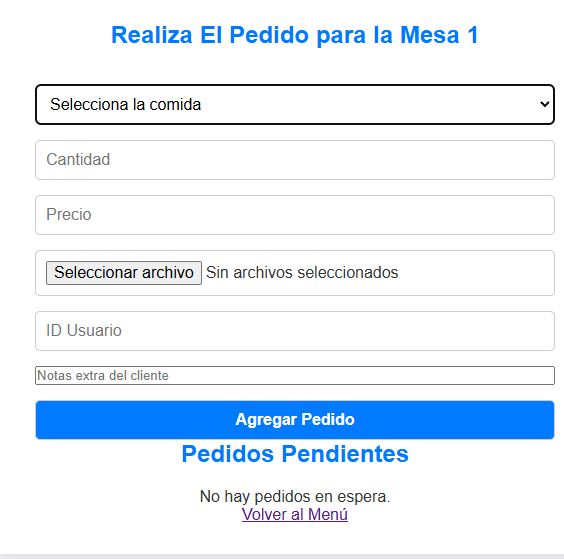 Realiza El Pedido para la Mesa 1
Selecciona la comida
Cantidad
Precio
Seleccionar archivo Sin archivos seleccionados
ID Usuario
Notas extra del cliente
Agregar Pedido
Pedidos Pendientes
No hay pedidos en espera.
Volver al Menú